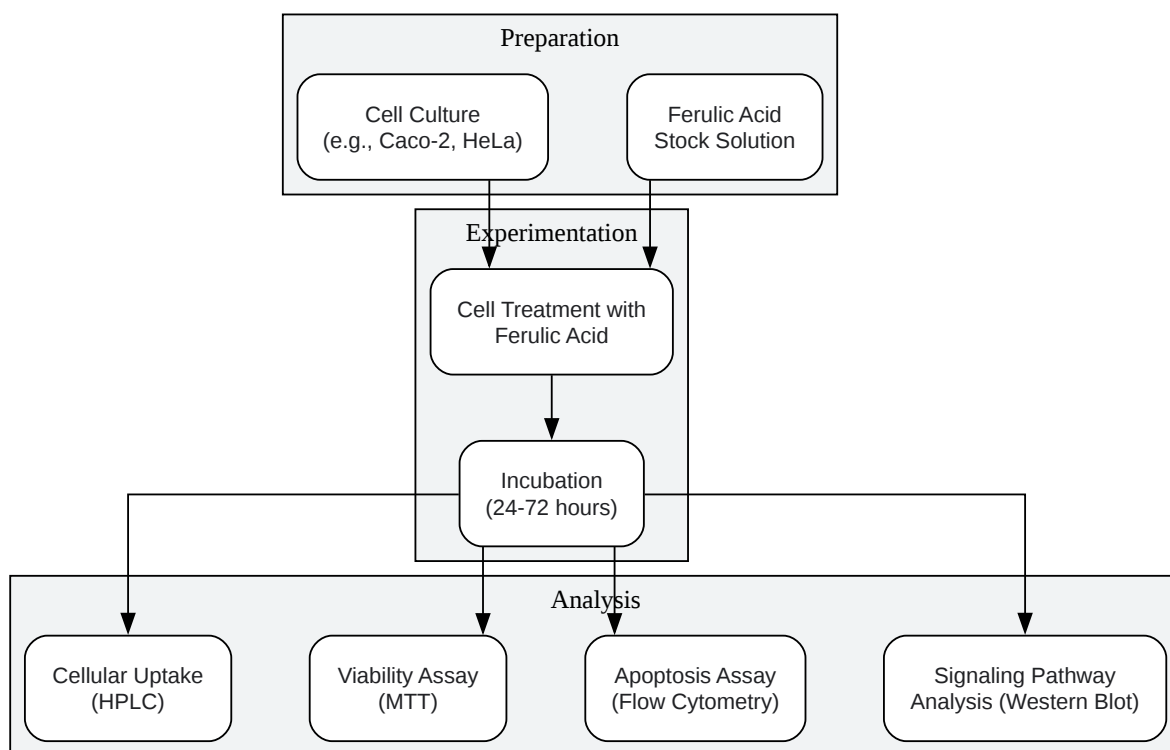 Preparation
Cell Culture
(e.g., Caco-2, HeLa)
Ferulic Acid
Stock Solution
Experimentation
Cell Treatment with
Ferulic Acid
Incubation
(24-72 hours)
Analysis
Cellular Uptake
(HPLC)
Viability Assay
(MTT)
Apoptosis Assay
(Flow Cytometry)
Signaling Pathway
Analysis (Western Blot)